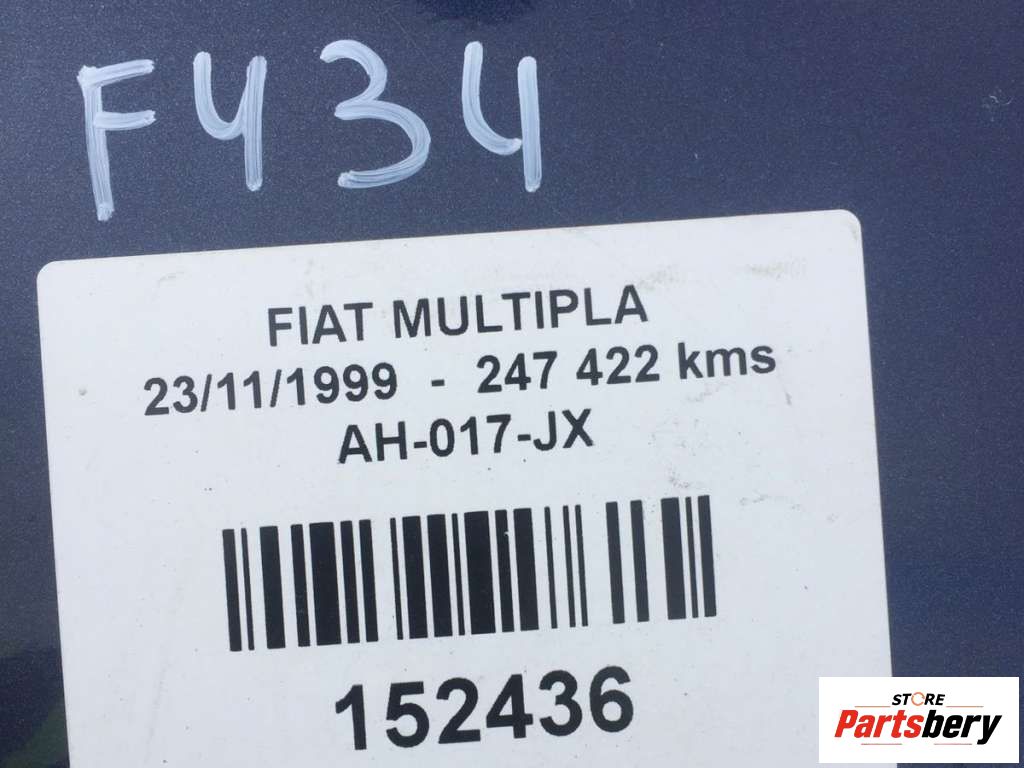 F434
FIAT MULTIPLA
23/11/1999 - 247 422 kms
AH-017-JX
152436
STORE
Partsbery